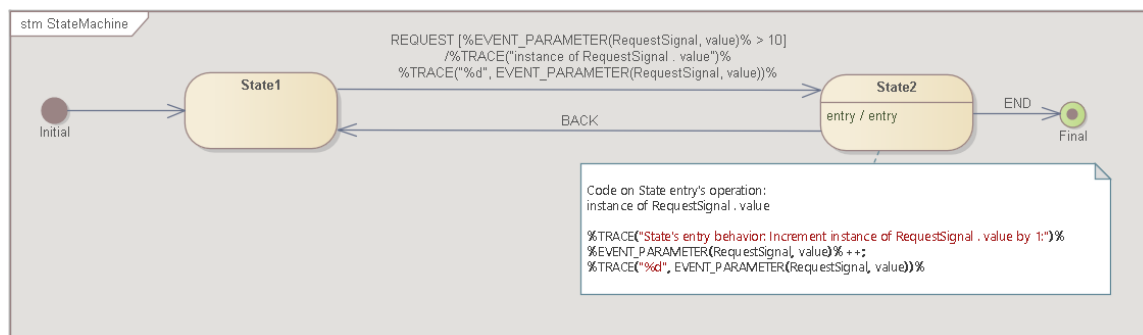 stm StateMachine
REQUEST [%EVENT_PARAMETER(RequestSignal, value)% > 10]
/%TRACE("instance of RequestSignal . value")%
%TRACE("%d", EVENT_PARAMETER(RequestSignal, value))%
State1
State2
entry / entry
Initial
BACK
END
Final
Code on State entry's operation:
instance of RequestSignal . value
%TRACE("State's entry behavior: Increment instance of RequestSignal . value by 1:")%
%EVENT_PARAMETER(RequestSignal, value)% ++;
%TRACE("%d", EVENT_PARAMETER(RequestSignal, value))%